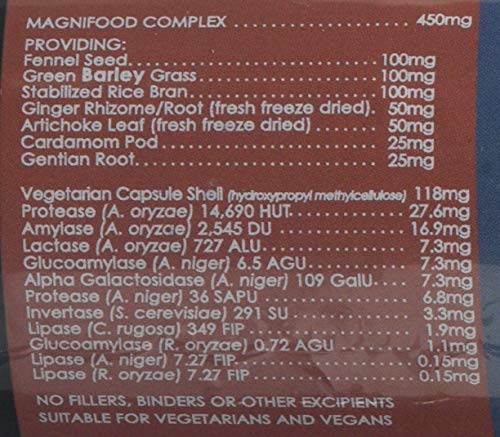 MAGNIFOOD COMPLEX ................ 450mg
PROVIDING:
Fennel Seed................................100mg
Green Barley Grass ......................100mg
Stabilized Rice Bran ......................100mg
Ginger Rhizome/Root (fresh freeze dried). 50mg
Artichoke Leaf (fresh freeze dried) ........50mg
Cardamom Pod ..........................25mg
Gentian Root............................25mg
Vegetarian Capsule Shell (hydroxypropyl methylcellulose) 118mg
Protease (A. oryzae) 14,690 HUT.............. 27.6mg
Amylase (A. oryzae) 2,545 DU ................16.9mg
Lactase (A. oryzae) 727 ALU .................. 7.3mg
Glucoamylase (A. niger) 6.5 AGU ............ 7.3mg
Alpha Galactosidase (A. niger) 109 GalU ...... 7.3mg
Protease (A. niger) 36 SAPU .................. 6.8mg
Invertase (S. cerevisiae) 291 SU .............. 3.3mg
Lipase (C. rugosa) 349 FIP.................... 1.9mg
Glucoamylase (R. oryzae) 0.72 AGU .......... 1.1mg
Lipase (A. niger) 7.27 FIP......................0.15mg
Lipase (R. oryzae) 7.27 FIP ....................0.15mg
NO FILLERS, BINDERS OR OTHER EXCIPIENTS
SUITABLE FOR VEGETARIANS AND VEGANS